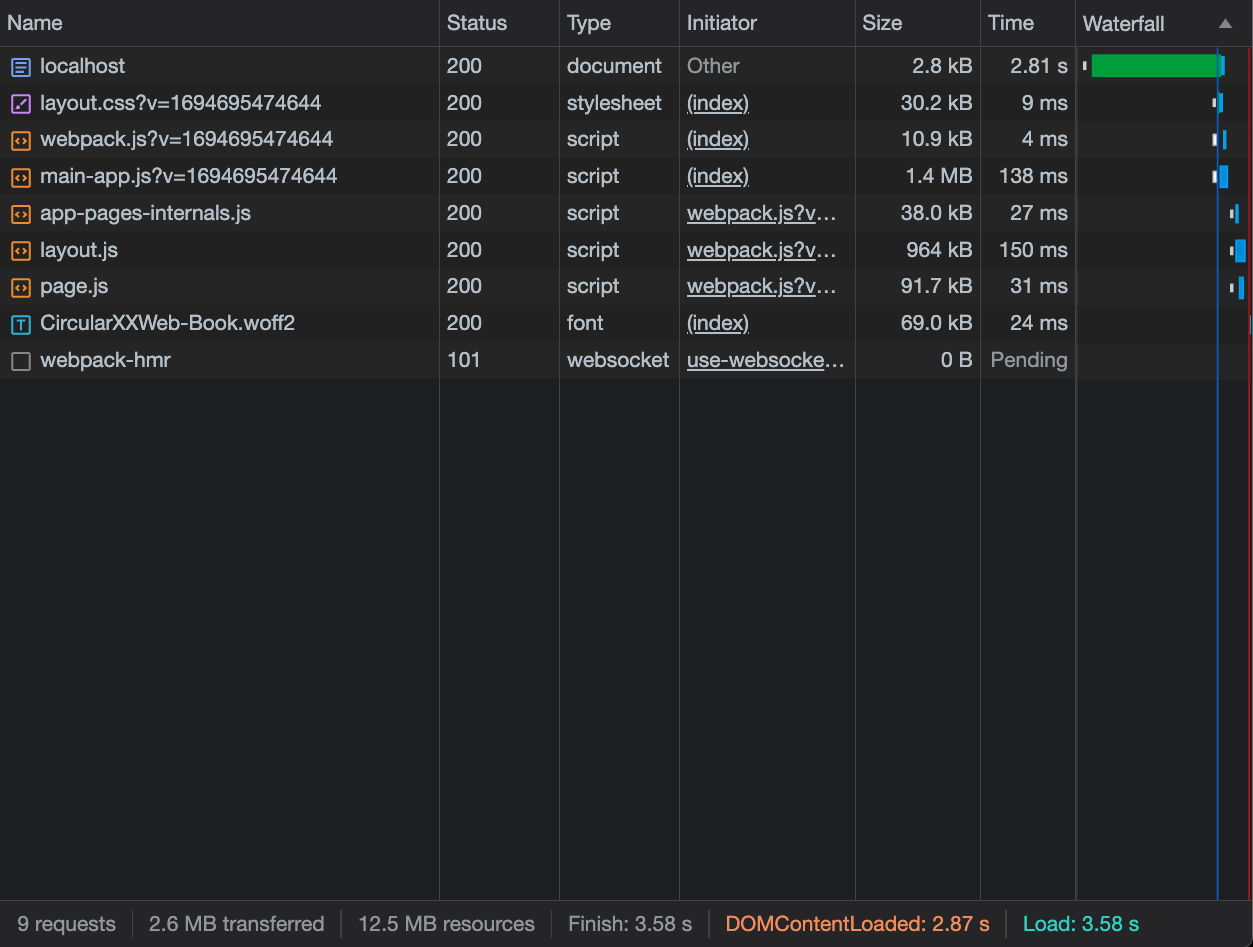 Name Status Type Initiator Size Time Waterfall
localhost 200 document Other 2.8 kB 2.81 s
layout.css?v=1694695474644 200 stylesheet (index) 30.2 kB 9 ms
webpack.js?v=1694695474644 200 script (index) 10.9 kB 4 ms
main-app.js?v=1694695474644 200 script (index) 1.4 MB 138 ms
app-pages-internals.js 200 script webpack.js?v… 38.0 kB 27 ms
layout.js 200 script webpack.js?v… 964 kB 150 ms
page.js 200 script webpack.js?v… 91.7 kB 31 ms
CircularXXWeb-Book.woff2 200 font (index) 69.0 kB 24 ms
webpack-hmr 101 websocket use-websocke… 0 B Pending
9 requests 2.6 MB transferred 12.5 MB resources Finish: 3.58 s DOMContentLoaded: 2.87 s Load: 3.58 s